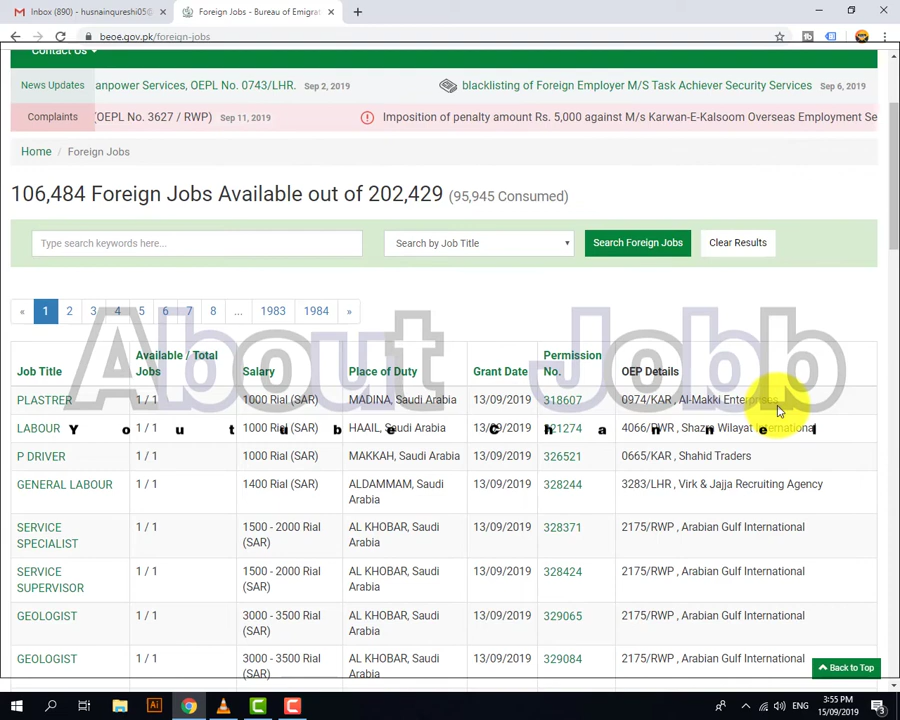 Inbox (890) - husnainqureshi05@
Foreign Jobs - Bureau of Emigrat
beoe.gov.pk/foreign-jobs
Contact Us
News Updates
anpower Services, OEPL No. 0743/LHR. Sep 2, 2019
blacklisting of Foreign Employer M/S Task Achiever Security Services Sep 6, 2019
Complaints
(OEPL No. 3627 / RWP) Sep 11, 2019
Imposition of penalty amount Rs. 5,000 against M/s Karwan-E-Kalsoom Overseas Employment Se
Home / Foreign Jobs
106,484 Foreign Jobs Available out of 202,429 (95,945 Consumed)
Type search keywords here...
Search by Job Title
Search Foreign Jobs
Clear Results
« 1 2 3 4 5 6 7 8 ... 1983 1984 »
About Jobb
Youtube Channel
Job Title
Available / Total Jobs
Salary
Place of Duty
Grant Date
Permission No.
OEP Details
PLASTRER 1 / 1 1000 Rial (SAR) MADINA, Saudi Arabia 13/09/2019 318607 0974/KAR , Al-Makki Enterprises
LABOUR 1 / 1 1000 Rial (SAR) HAAIL, Saudi Arabia 13/09/2019 321274 4066/PWR , Shazra Wilayat International
P DRIVER 1 / 1 1000 Rial (SAR) MAKKAH, Saudi Arabia 13/09/2019 326521 0665/KAR , Shahid Traders
GENERAL LABOUR 1 / 1 1400 Rial (SAR) ALDAMMAM, Saudi Arabia 13/09/2019 328244 3283/LHR , Virk & Jajja Recruiting Agency
SERVICE SPECIALIST 1 / 1 1500 - 2000 Rial (SAR) AL KHOBAR, Saudi Arabia 13/09/2019 328371 2175/RWP , Arabian Gulf International
SERVICE SUPERVISOR 1 / 1 1500 - 2000 Rial (SAR) AL KHOBAR, Saudi Arabia 13/09/2019 328424 2175/RWP , Arabian Gulf International
GEOLOGIST 1 / 1 3000 - 3500 Rial (SAR) AL KHOBAR, Saudi Arabia 13/09/2019 329065 2175/RWP , Arabian Gulf International
GEOLOGIST 1 / 1 3000 - 3500 Rial (SAR) AL KHOBAR, Saudi Arabia 13/09/2019 329084 2175/RWP , Arabian Gulf International
Back to Top
Ai
ENG
3:55 PM
15/09/2019
3